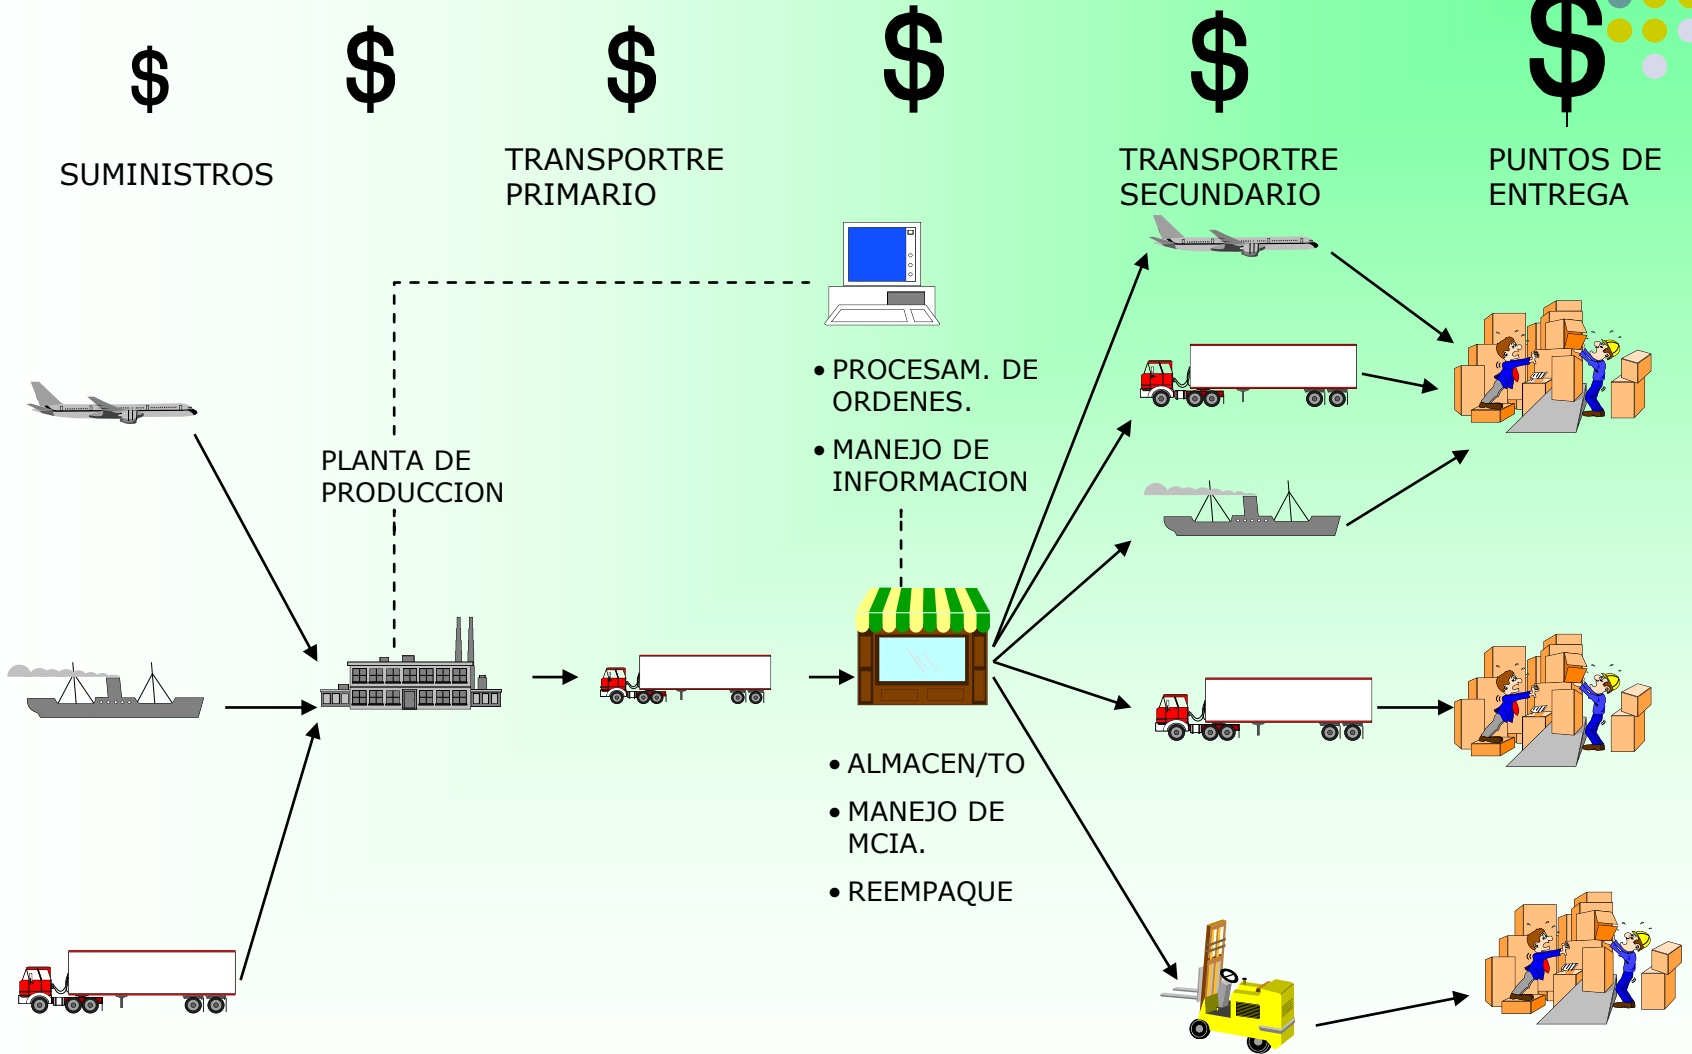 $ $ $ $ $ $
SUMINISTROS
TRANSPORTRE
PRIMARIO
TRANSPORTRE
SECUNDARIO
PUNTOS DE
ENTREGA
• PROCESAM. DE
ORDENES.
• MANEJO DE
INFORMACION
PLANTA DE
PRODUCCION
• ALMACEN/TO
• MANEJO DE
MCIA.
• REEMPAQUE